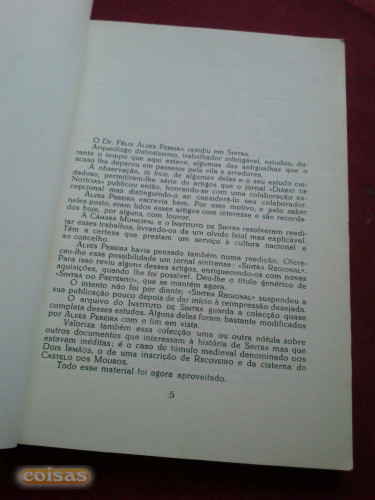 O Dr. Félix Alves Pereira residiu em Sintra.
Arqueólogo distintíssimo, trabalhador infatigável, estudou, du-
rante o tempo que aqui esteve, algumas das antigualhas que o
acaso lhe deparou em passeios pela vila e arredores.
A observação, in loco, de algumas delas e o seu estudo cui-
dadoso, permitiram-lhe série de artigos que o jornal «Diário de
Notícias» publicou então, honrando-se com uma colaboração
excepcional mas distinguindo-o ao considerá-lo seu colaborador.
Alves Pereira escrevia bem. Por este motivo, e pelo saber
neles posto, eram lidos esses artigos com interesse e são recorda-
dos hoje, por alguns, com louvor.
A Câmara Municipal e o Instituto de Sintra resolveram reedi-
tar esses trabalhos, livrando-os de um olvido fatal mas explicável.
Têm a certeza que prestam um serviço à cultura nacional e
ao concelho.
Alves Pereira havia pensado também numa reedição. Ofere-
ceu-lhe essa possibilidade um jornal sintrense: «Sintra Regional».
Para isso reviu alguns desses artigos, enriquecendo-os com novas
aquisições, quando lhe foi possível. Deu-lhe o título genérico de
«Sintra do Pretérito», que se mantém agora.
O intento não foi por diante; «Sintra Regional» suspendeu a
sua publicação pouco depois de dar início à reimpressão desejada.
O arquivo do Instituto de Sintra guarda a colecção quase
completa desses estudos. Alguns deles foram bastante modificados
por Alves Pereira com o fim em vista.
Valoriza também esta colecção uma ou outra nótula sobre
outros documentos que interessam à história de Sintra mas que
estavam inéditas; é o caso do túmulo medieval denominado nos
Dois Irmãos, o de uma inscrição de Recoveiro e da cisterna do
Castelo dos Mouros.
Todo esse material foi agora aproveitado.
5
coisas